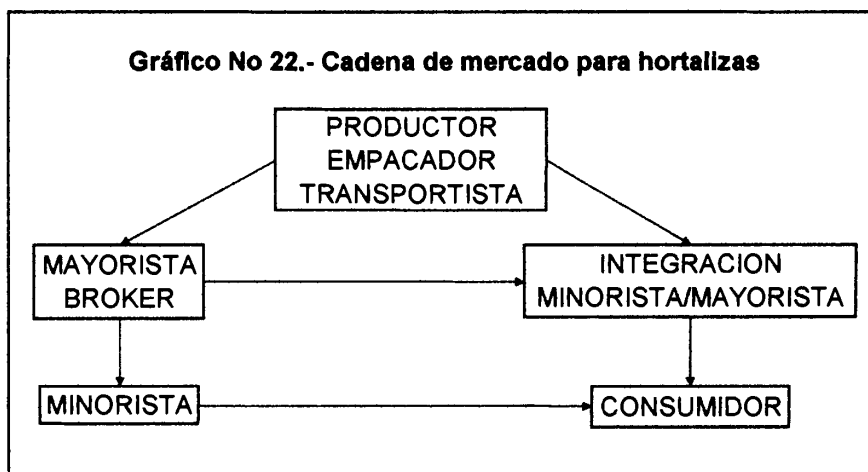 Gráfico No 22.- Cadena de mercado para hortalizas
PRODUCTOR
EMPACADOR
TRANSPORTISTA
MAYORISTA
BROKER
INTEGRACION
MINORISTA/MAYORISTA
MINORISTA
CONSUMIDOR